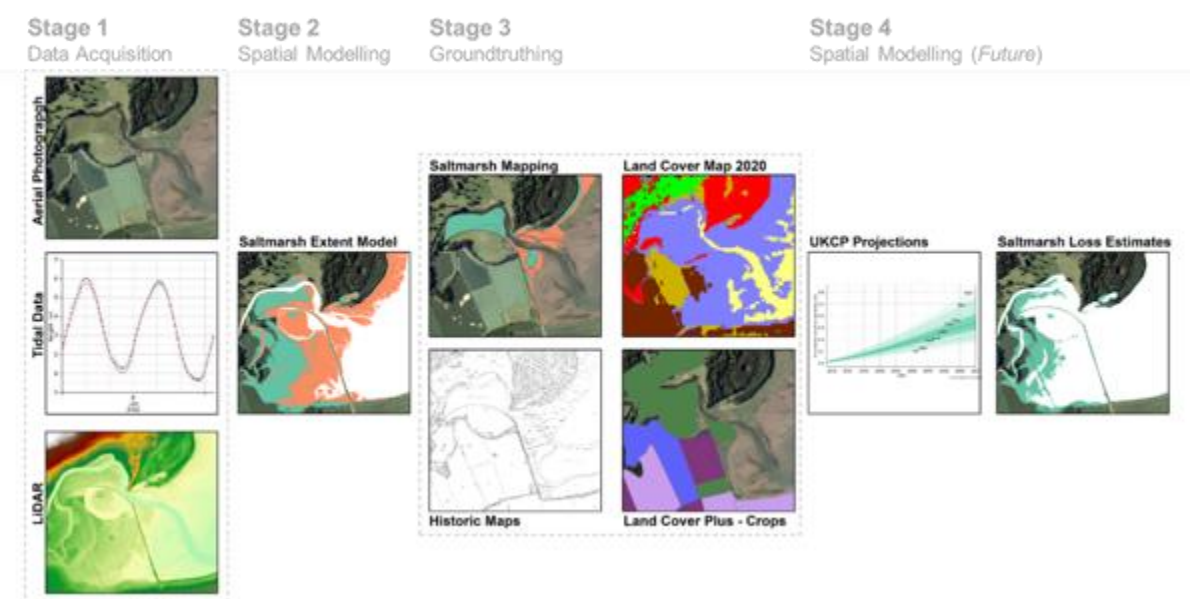 Stage 1
Data Acquisition
Stage 2
Spatial Modelling
Stage 3
Groundtruthing
Stage 4
Spatial Modelling (Future)
Aerial Photograpgh
Tidal Data
LiDAR
Saltmarsh Extent Model
Saltmarsh Mapping
Land Cover Map 2020
Historic Maps
Land Cover Plus - Crops
UKCP Projections
Saltmarsh Loss Estimates